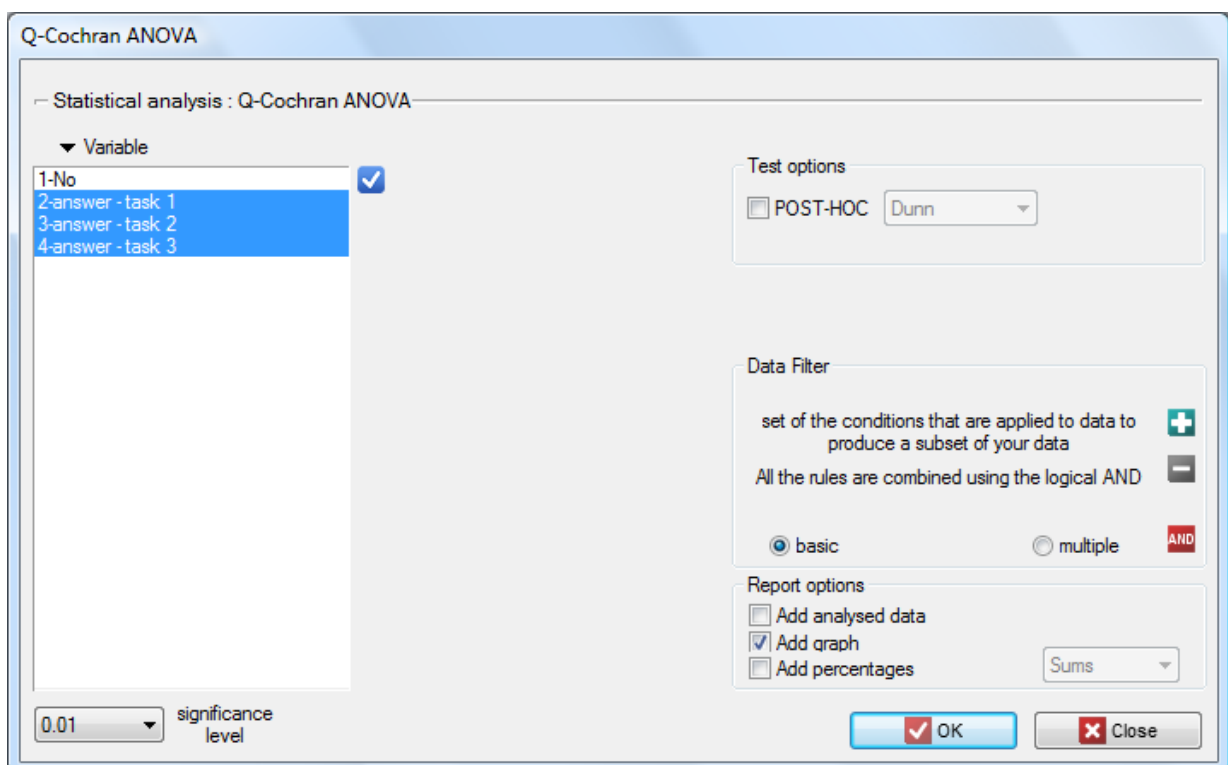 Q-Cochran ANOVA
Statistical analysis : Q-Cochran ANOVA
Variable
1-No
2-answer - task 1
3-answer - task 2
4-answer - task 3
Test options
POST-HOC
Dunn
Data Filter
set of the conditions that are applied to data to
produce a subset of your data
All the rules are combined using the logical AND
basic
multiple
AND
Report options
Add analysed data
Add graph
Add percentages
Sums
0.01
significance
level
OK
Close